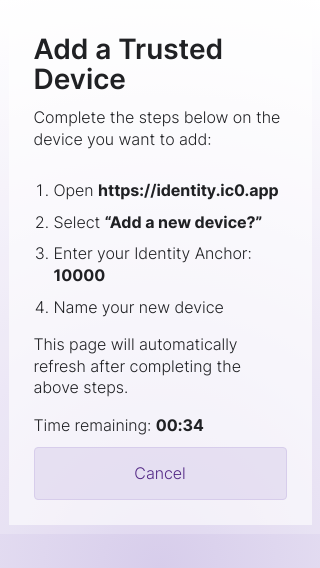 Add a Trusted
Device
Complete the steps below on the
device you want to add:
1. Open https://identity.ic0.app
2. Select “Add a new device?”
3. Enter your Identity Anchor:
10000
4. Name your new device
This page will automatically
refresh after completing the
above steps.
Time remaining: 00:34
Cancel